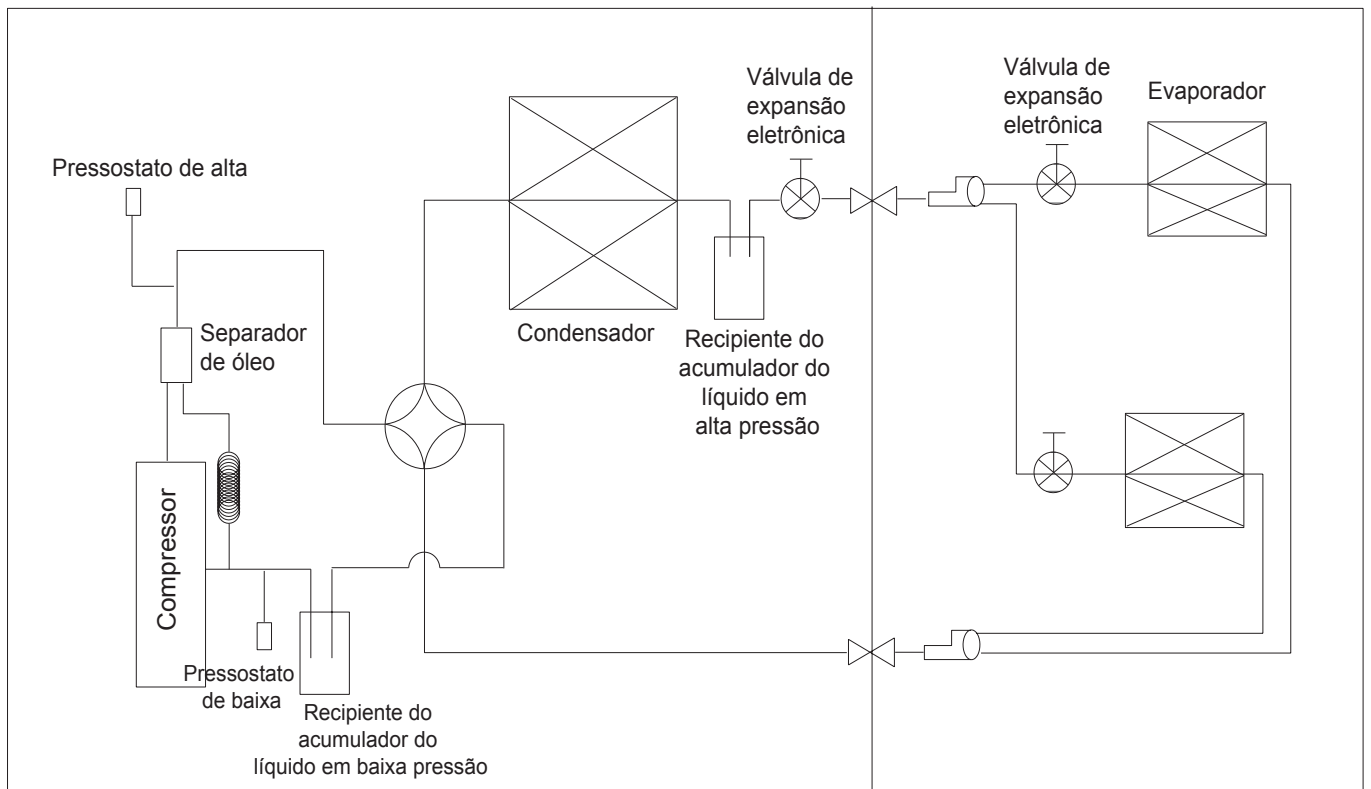 Válvula de
expansão
eletrônica
Válvula de
expansão
eletrônica
Evaporador
Pressostato de alta
Separador
de óleo
Condensador
Recipiente do
acumulador do
líquido em
alta pressão
Compressor
Pressostato
de baixa
Recipiente do
acumulador do
líquido em baixa pressão